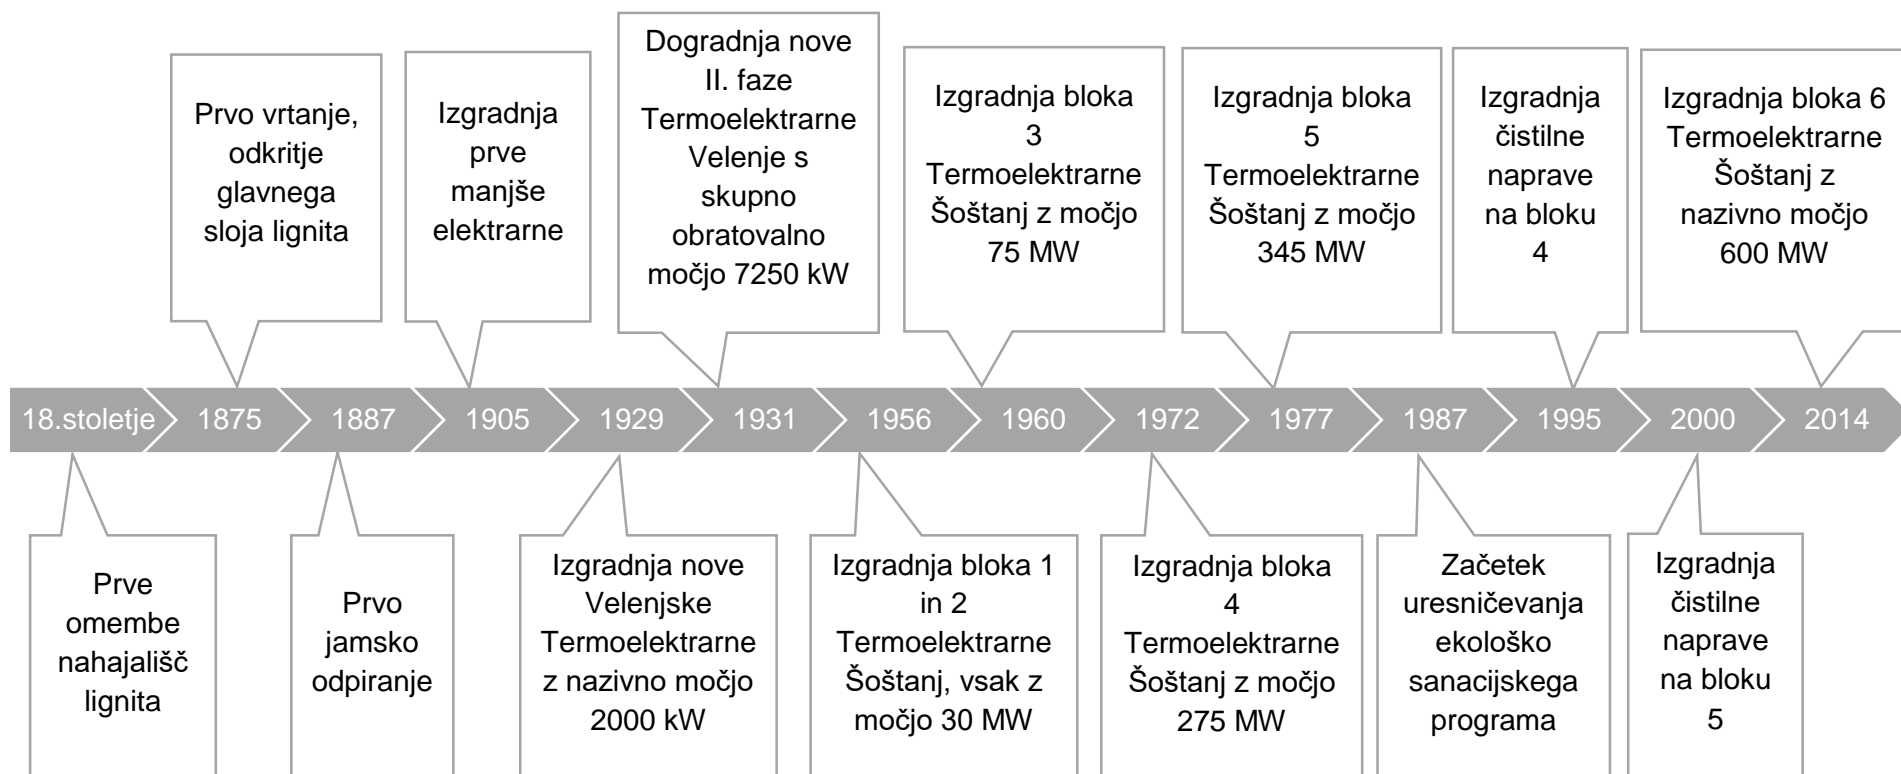 Prvo vrtanje,
odkritje
glavnega
sloja lignita
Izgradnja
prve
manjše
elektrarne
Dogradnja nove
II. faze
Termoelektrarne
Velenje s
skupno
obratovalno
močjo 7250 kW
Izgradnja bloka
3
Termoelektrarne
Šoštanj z močjo
75 MW
Izgradnja bloka
5
Termoelektrarne
Šoštanj z močjo
345 MW
Izgradnja
čistilne
naprave
na bloku
4
Izgradnja bloka 6
Termoelektrarne
Šoštanj z
nazivno močjo
600 MW
18.stoletje 1875 1887 1905 1929 1931 1956 1960 1972 1977 1987 1995 2000 2014
Prve
omembe
nahajališč
lignita
Prvo
jamsko
odpiranje
Izgradnja nove
Velenjske
Termoelektrarne
z nazivno močjo
2000 kW
Izgradnja bloka 1
in 2
Termoelektrarne
Šoštanj, vsak z
močjo 30 MW
Izgradnja bloka
4
Termoelektrarne
Šoštanj z močjo
275 MW
Začetek
uresničevanja
ekološko
sanacijskega
programa
Izgradnja
čistilne
naprave
na bloku
5